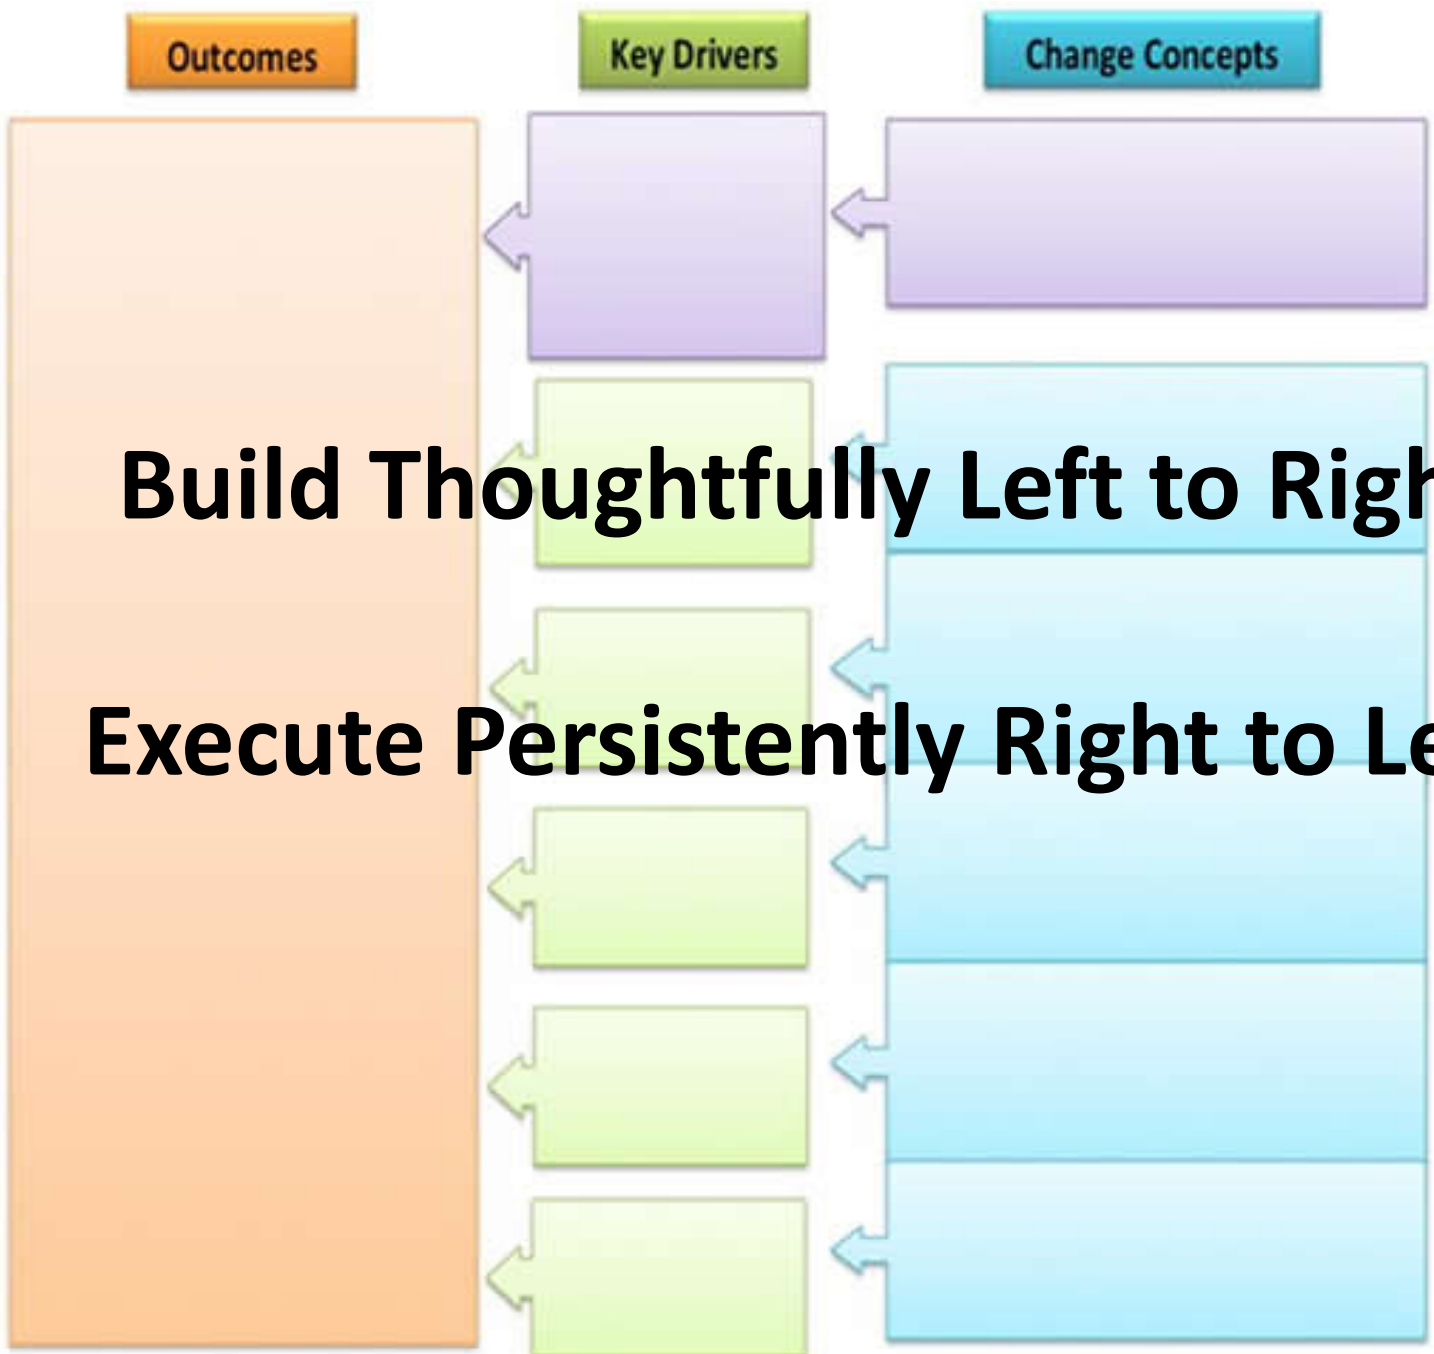 Outcomes
Key Drivers
Change Concepts
Build Thoughtfully Left to Righ
Execute Persistently Right to Le